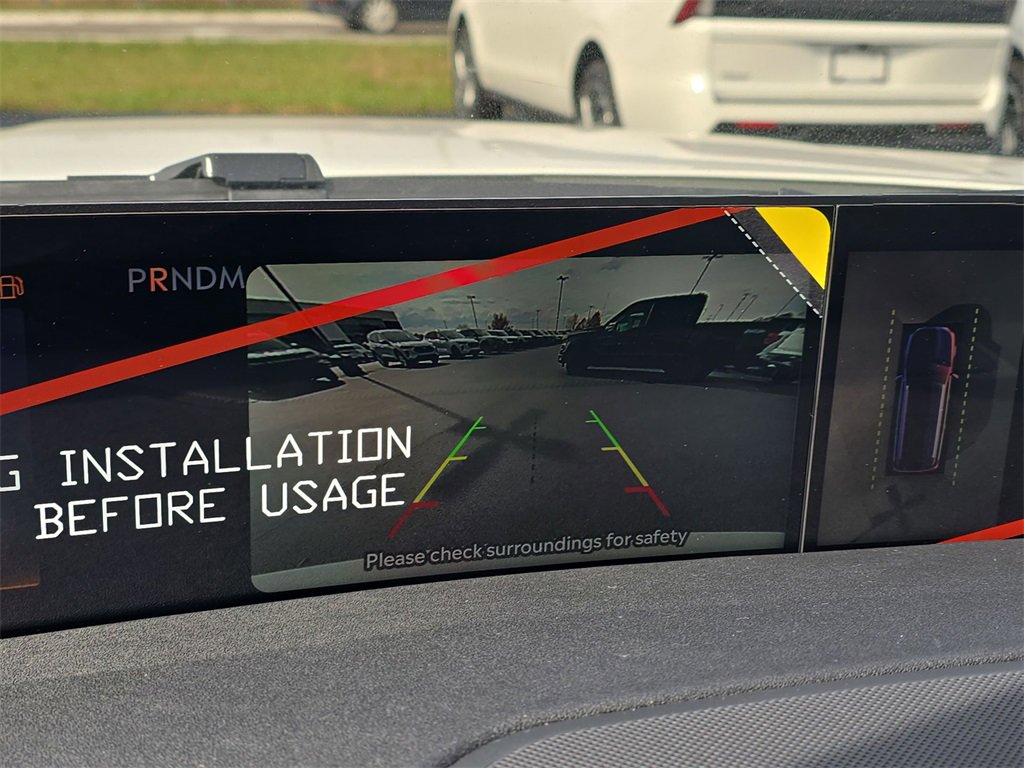 PRNDM
INSTALLATION
BEFORE USAGE
Please check surroundings for safety